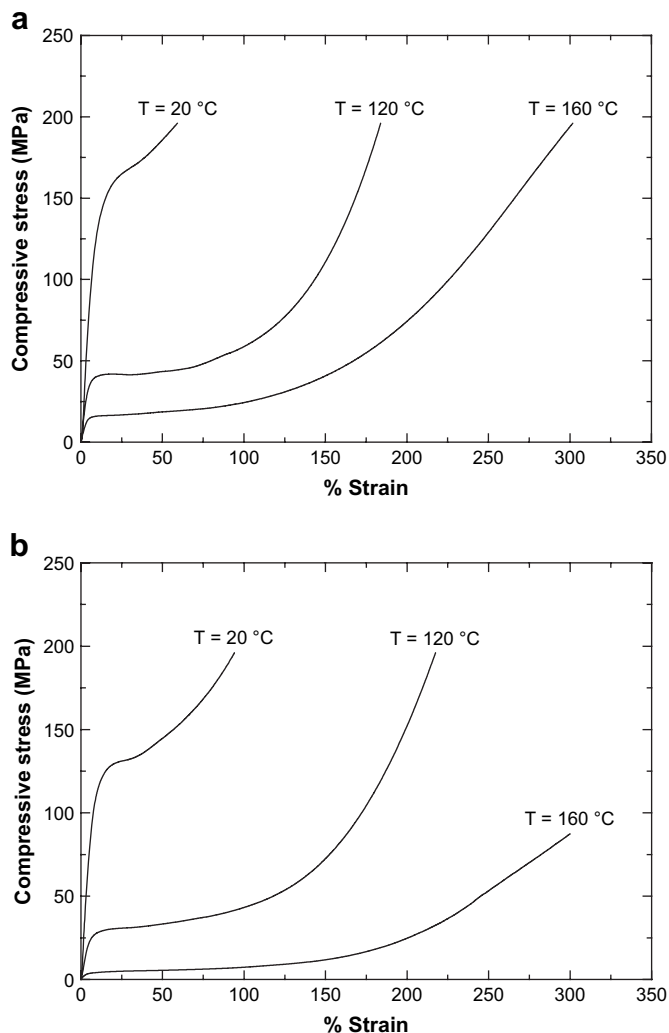 a
250
200
150
100
50
0
Compressive stress (MPa)
T = 20 °C
T = 120 °C
T = 160 °C
0 50 100 150 200 250 300 350
% Strain
b
250
200
150
100
50
0
Compressive stress (MPa)
T = 20 °C
T = 120 °C
T = 160 °C
0 50 100 150 200 250 300 350
% Strain